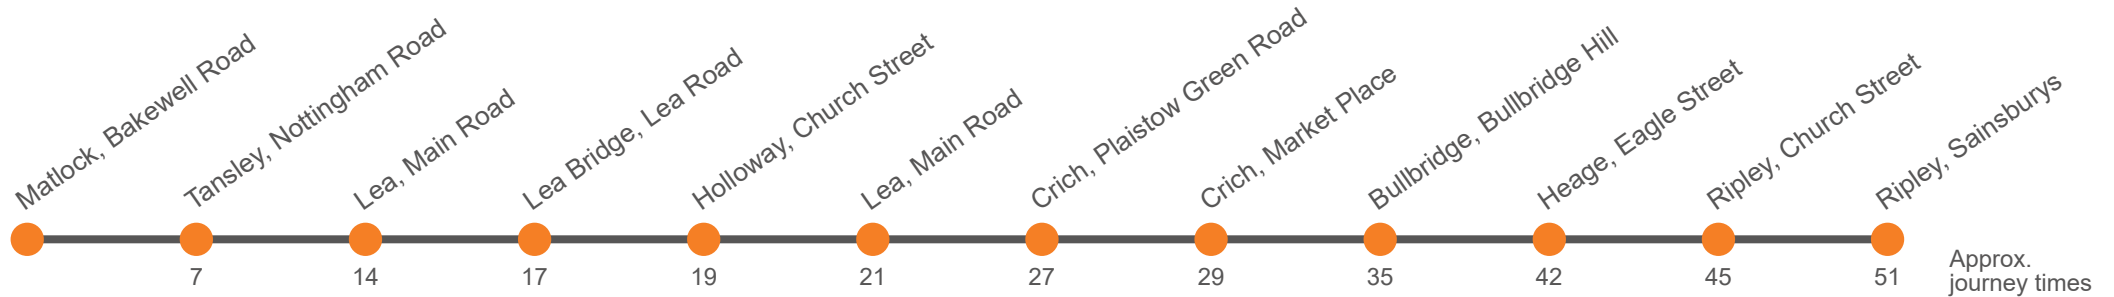 Matlock, Bakewell Road
Tansley, Nottingham Road
Lea, Main Road
Lea Bridge, Lea Road
Holloway, Church Street
Lea, Main Road
Crich, Plaistow Green Road
Crich, Market Place
Bullbridge, Bullbridge Hill
Heage, Eagle Street
Ripley, Church Street
Ripley, Sainsburys
7 14 17 19 21 27 29 35 42 45 51
Approx.
journey times